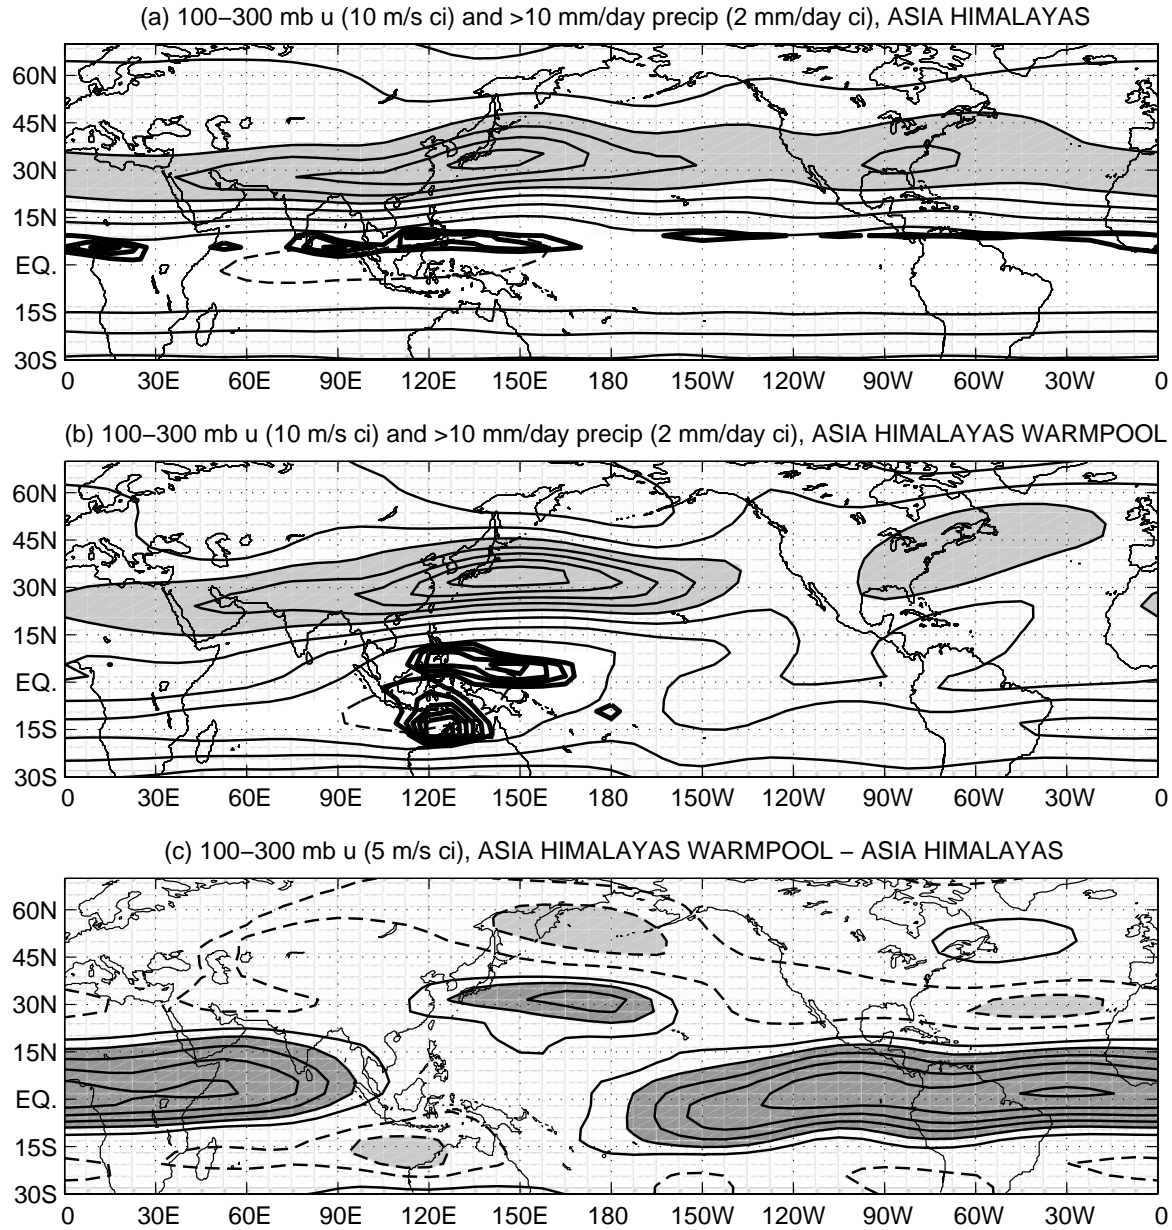 (a) 100−300 mb u (10 m/s ci) and >10 mm/day precip (2 mm/day ci), ASIA HIMALAYAS
60N
45N
30N
15N
EQ.
15S
30S
0 30E 60E 90E 120E 150E 180 150W 120W 90W 60W 30W 0
(b) 100−300 mb u (10 m/s ci) and >10 mm/day precip (2 mm/day ci), ASIA HIMALAYAS WARMPOOL
60N
45N
30N
15N
EQ.
15S
30S
0 30E 60E 90E 120E 150E 180 150W 120W 90W 60W 30W 0
(c) 100−300 mb u (5 m/s ci), ASIA HIMALAYAS WARMPOOL − ASIA HIMALAYAS
60N
45N
30N
15N
EQ.
15S
30S
0 30E 60E 90E 120E 150E 180 150W 120W 90W 60W 30W 0